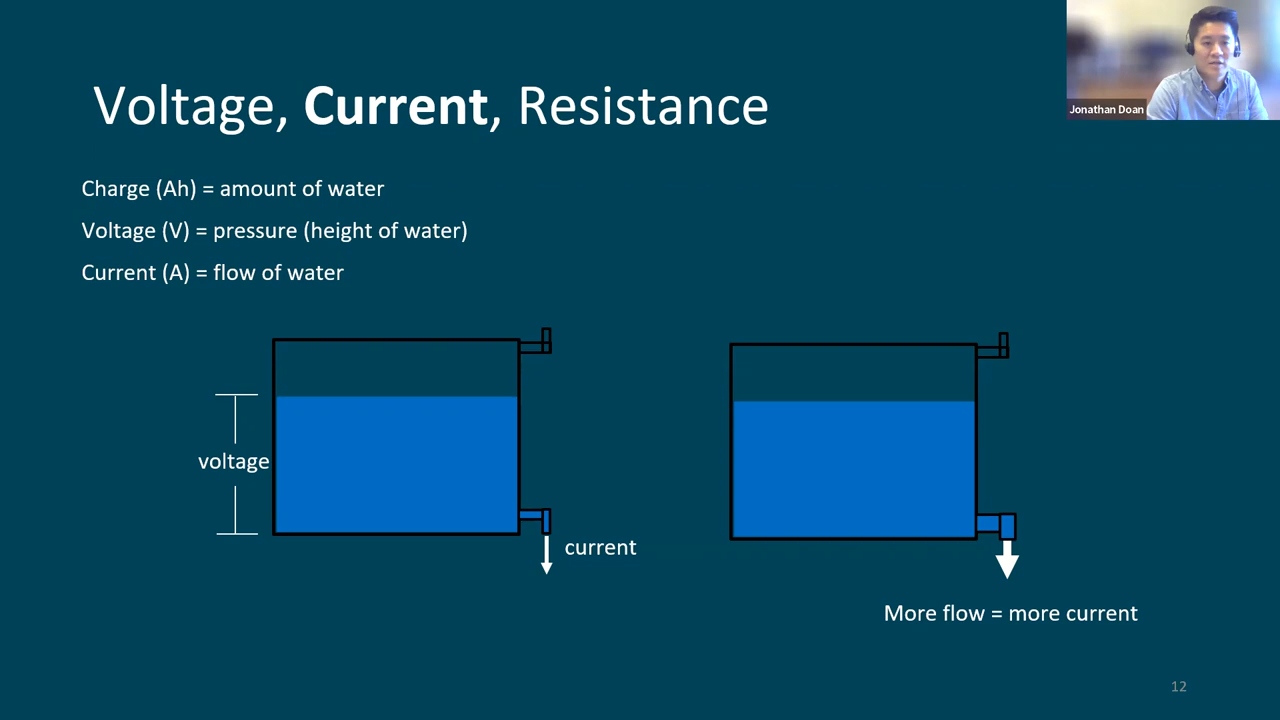 Jonathan Doan
Voltage, Current, Resistance
Charge (Ah) = amount of water
Voltage (V) = pressure (height of water)
Current (A) = flow of water
voltage
current
More flow = more current
12